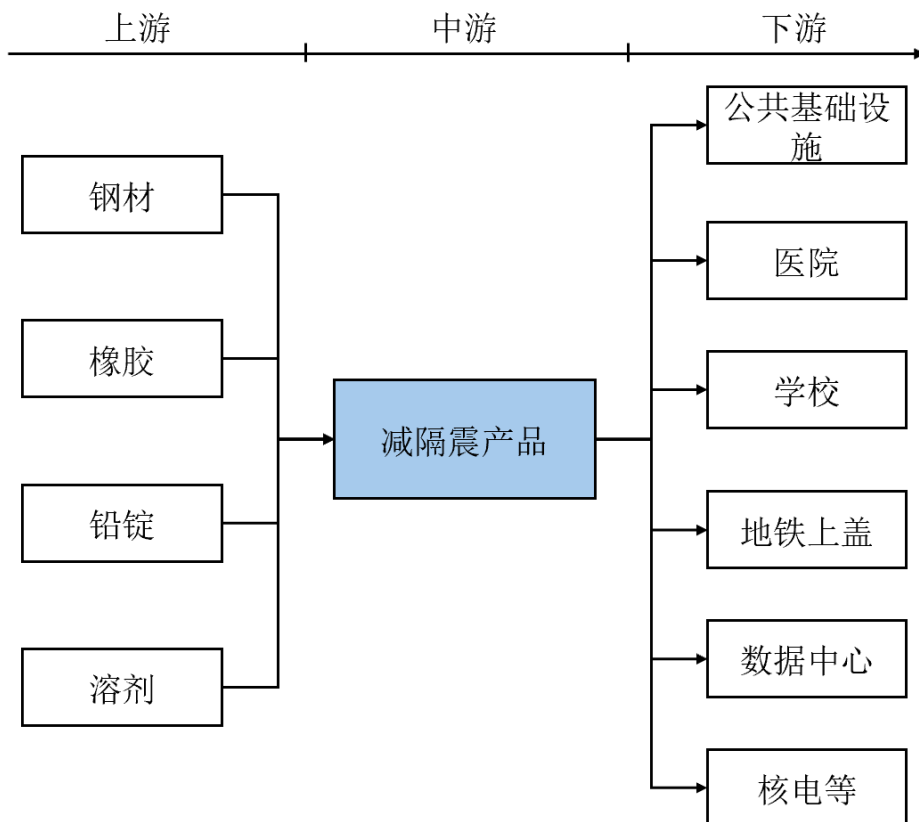 上游
中游
下游
钢材
橡胶
铅锭
溶剂
减隔震产品
公共基础设
施
医院
学校
地铁上盖
数据中心
核电等